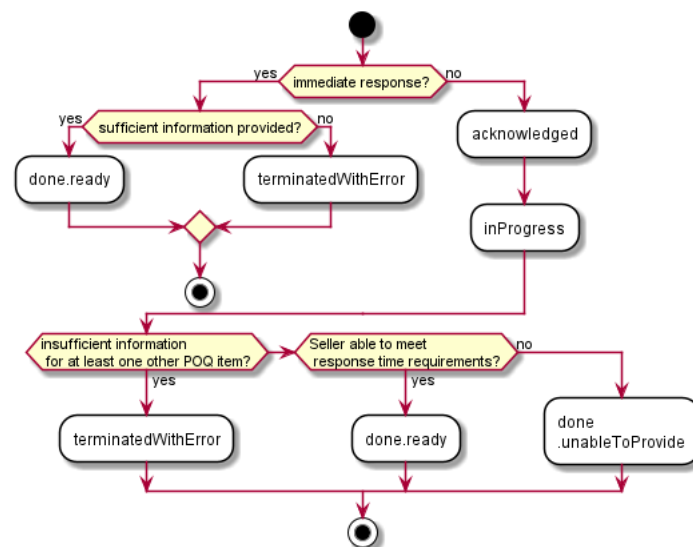 yes
immediate response?
no
yes
sufficient information provided?
no
acknowledged
done.ready
terminatedWithError
inProgress
insufficient information
for at least one other POQ item?
Seller able to meet
response time requirements?
no
yes
yes
terminatedWithError
done.ready
done
.unableToProvide